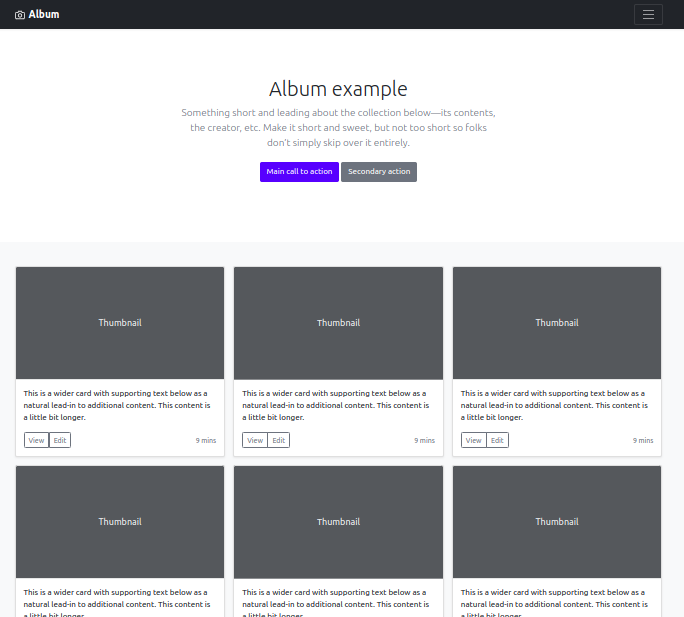 Album
Album example
Something short and leading about the collection below—its contents,
the creator, etc. Make it short and sweet, but not too short so folks
don't simply skip over it entirely.
Main call to action Secondary action
Thumbnail Thumbnail Thumbnail
This is a wider card with supporting text below as a
natural lead-in to additional content. This content is
a little bit longer.
View Edit 9 mins
This is a wider card with supporting text below as a
natural lead-in to additional content. This content is
a little bit longer.
View Edit 9 mins
This is a wider card with supporting text below as a
natural lead-in to additional content. This content is
a little bit longer.
View Edit 9 mins
Thumbnail Thumbnail Thumbnail
This is a wider card with supporting text below as a
natural lead-in to additional content. This content is
a little bit longer.
This is a wider card with supporting text below as a
natural lead-in to additional content. This content is
a little bit longer.
This is a wider card with supporting text below as a
natural lead-in to additional content. This content is
a little bit longer.